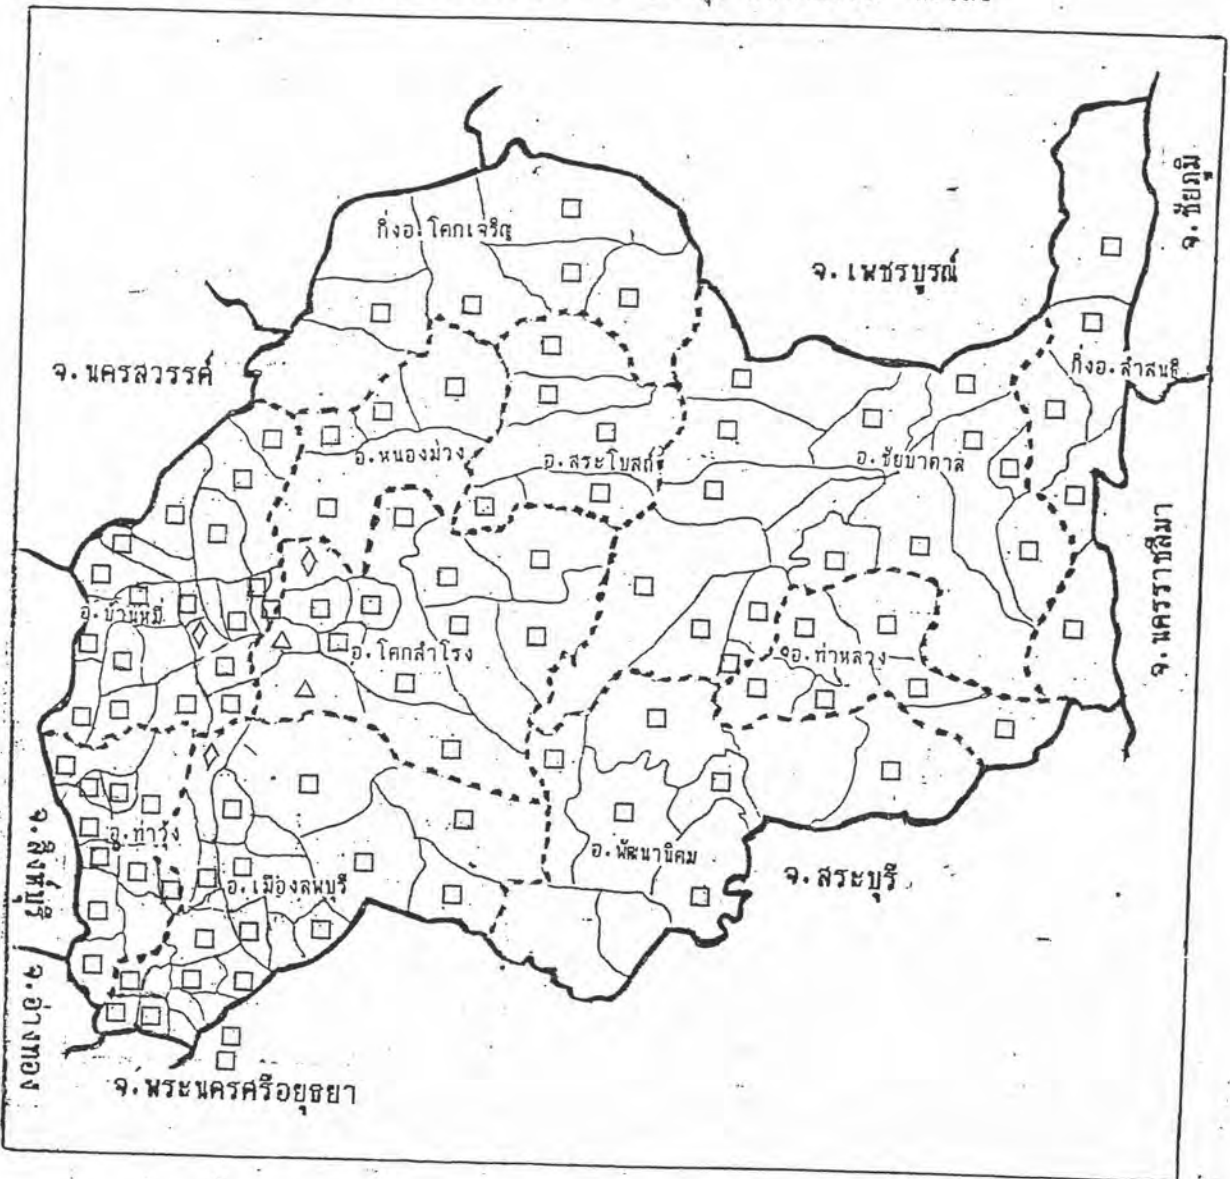 กิ่งอ.โคกเจริญ
จ.ชัยภูมิ
จ.เพชรบูรณ์
จ.นครสวรรค์
กิ่งอ.ลำสนธิ
อ.หนองม่วง
อ.สระโบสถ์
อ.ชัยบาดาล
จ.นครราชสีมา
อ.บ้านหมี่
อ.โคกสำโรง
อ.ท่าหลวง
อ.ท่าวุ้ง
อ.พัฒนานิคม
จ.สิงห์บุรี
อ.เมืองลพบุรี
จ.สระบุรี
จ.อ่างทอง
จ.พระนครศรีอยุธยา